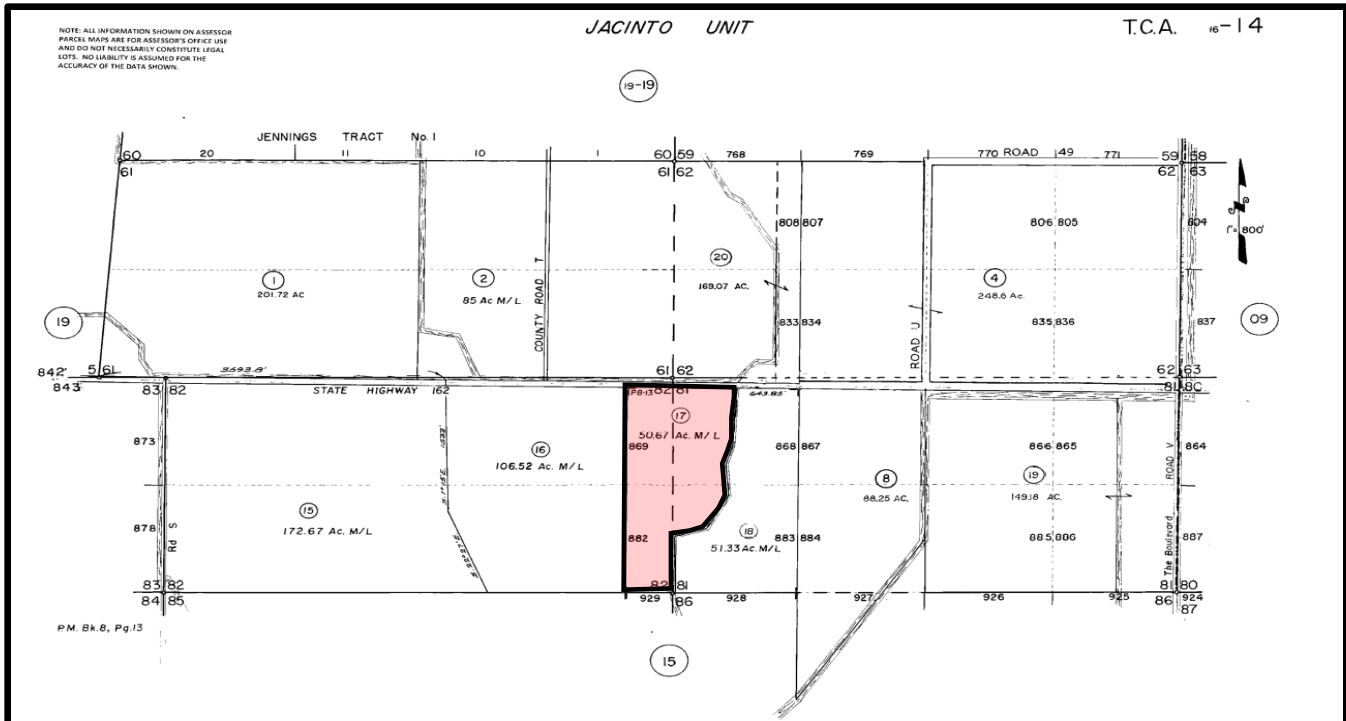 NOTE: ALL INFORMATION SHOWN ON ASSESSOR
PARCEL MAPS ARE FOR ASSESSOR'S OFFICE USE
AND DO NOT NECESSARILY CONSTITUTE LEGAL
LOTS. NO LIABILITY IS ASSUMED FOR THE
ACCURACY OF THE DATA SHOWN.
JACINTO UNIT
T.C.A. 16-14
19-19
JENNINGS TRACT No. 1
60 20 11 10 1 60 59 768 769 770 ROAD 49 771 59 58
61 61 62 62 63
808 807 806 805 804
1"= 800'
20
1 2 169.07 AC. 4
201.72 AC 85 Ac M/L 248.6 Ac.
COUNTY ROAD T
ROAD U
19 833 834 835 836 837 09
842' 5 61 3693.8' 61 62 62 63
843 83 82 STATE HIGHWAY 162 82 81 643.85' 81 80
17
50.67 Ac. M/L
873 869 868 867 866 865 864
16
106.52 Ac. M/L
8 19
88.25 AC. 149.18 AC.
15
172.67 Ac. M/L
878 882 18 883 884 885 886 887
51.33 Ac. M/L
Rd S
The Boulevard ROAD V
83 82 82 81 81 80
84 85 929 86 928 927 926 925 86 924
87
P.M. Bk.8, Pg.13
15